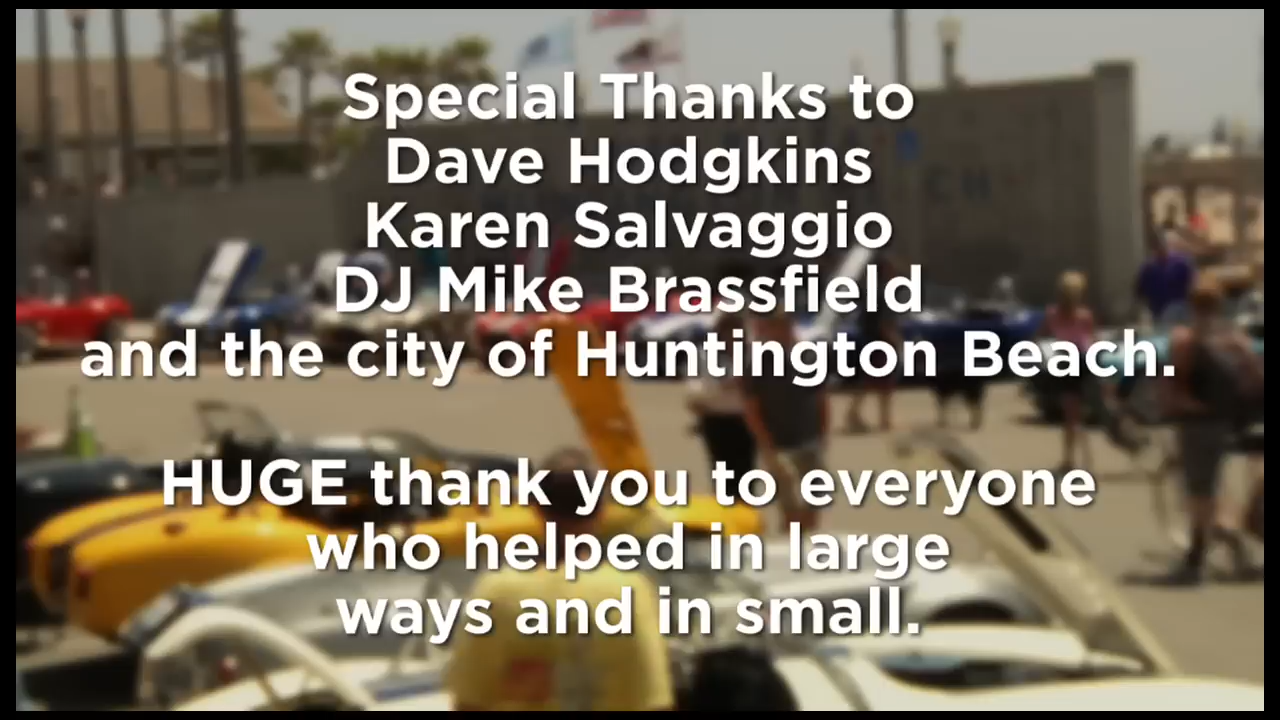 Special Thanks to
Dave Hodgkins
Karen Salvaggio
DJ Mike Brassfield
and the city of Huntington Beach.
HUGE thank you to everyone
who helped in large
ways and in small.